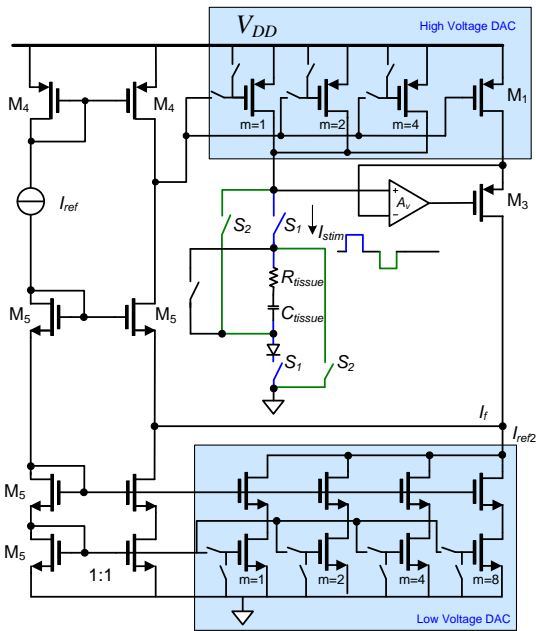 V_DD
High Voltage DAC
M4
M4
M1
m=1
m=2
m=4
I_ref
S2
S1
I_stim
A_v
+
−
M3
R_tissue
C_tissue
M5
M5
S1
S2
I_f
I_ref2
M5
M5
1:1
m=1
m=2
m=4
m=8
Low Voltage DAC